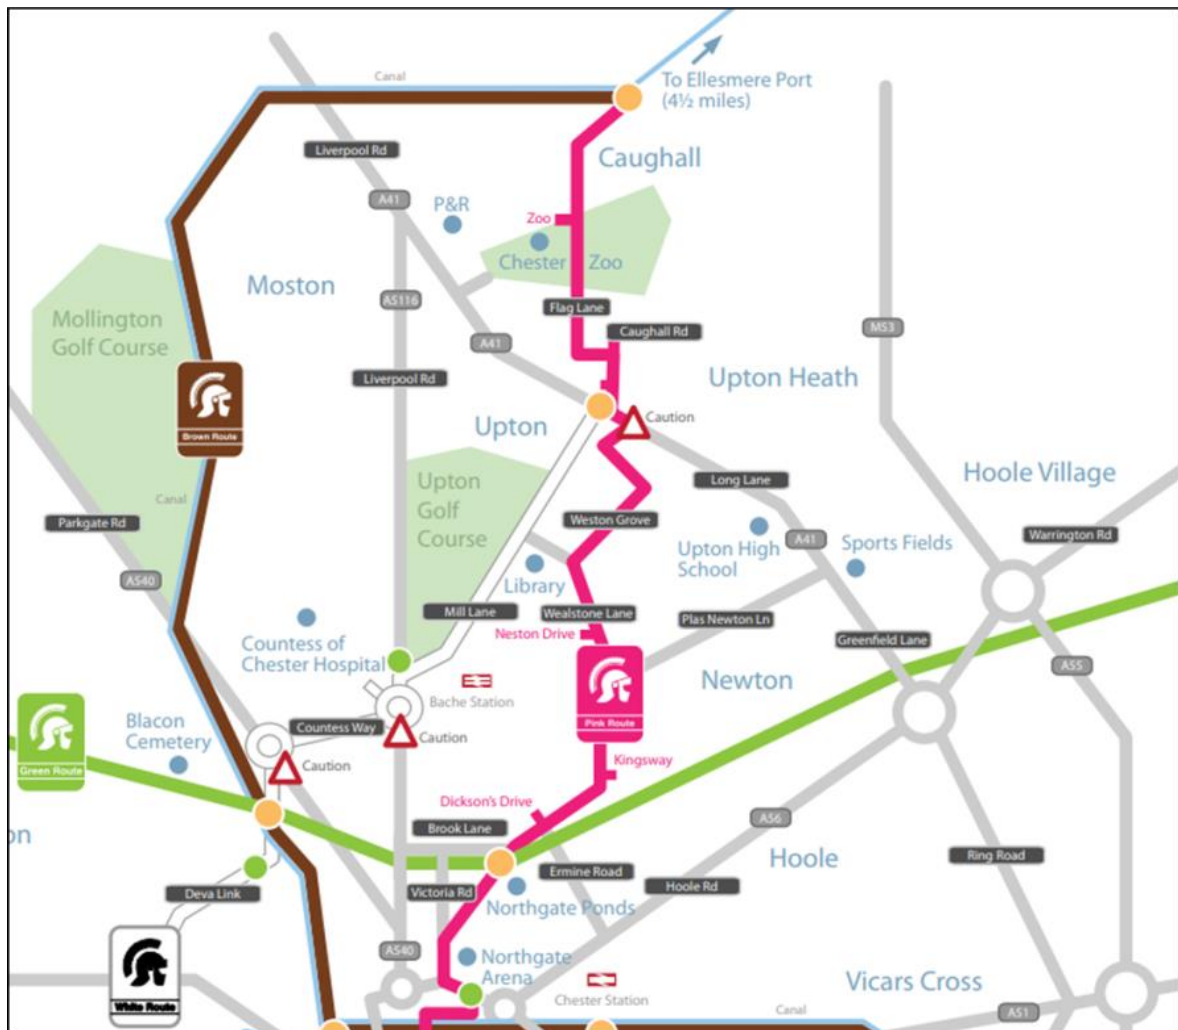 Canal
To Ellesmere Port
(4½ miles)
Liverpool Rd
Caughall
A41
P&R
Zoo
Chester Zoo
Moston
A5116
Flag Lane
Mollington
Golf Course
Caughall Rd
M53
A41
Liverpool Rd
Upton Heath
Brown Route
Caution
Upton
Hoole Village
Upton
Golf
Course
Long Lane
Canal
Parkgate Rd
Weston Grove
Warrington Rd
A41
Sports Fields
Upton High
School
A540
Library
Mill Lane
Wealstone Lane
Plas Newton Ln
Neston Drive
Greenfield Lane
Countess of
Chester Hospital
A55
Newton
Bache Station
Pink Route
Blacon
Cemetery
Countess Way
Caution
Green Route
Caution
Kingsway
Dickson's Drive
on
Brook Lane
A56
Hoole
Ring Road
Ermine Road
Deva Link
Victoria Rd
Hoole Rd
Northgate Ponds
A540
Northgate
Arena
Vicars Cross
White Route
Chester Station
Canal
A51